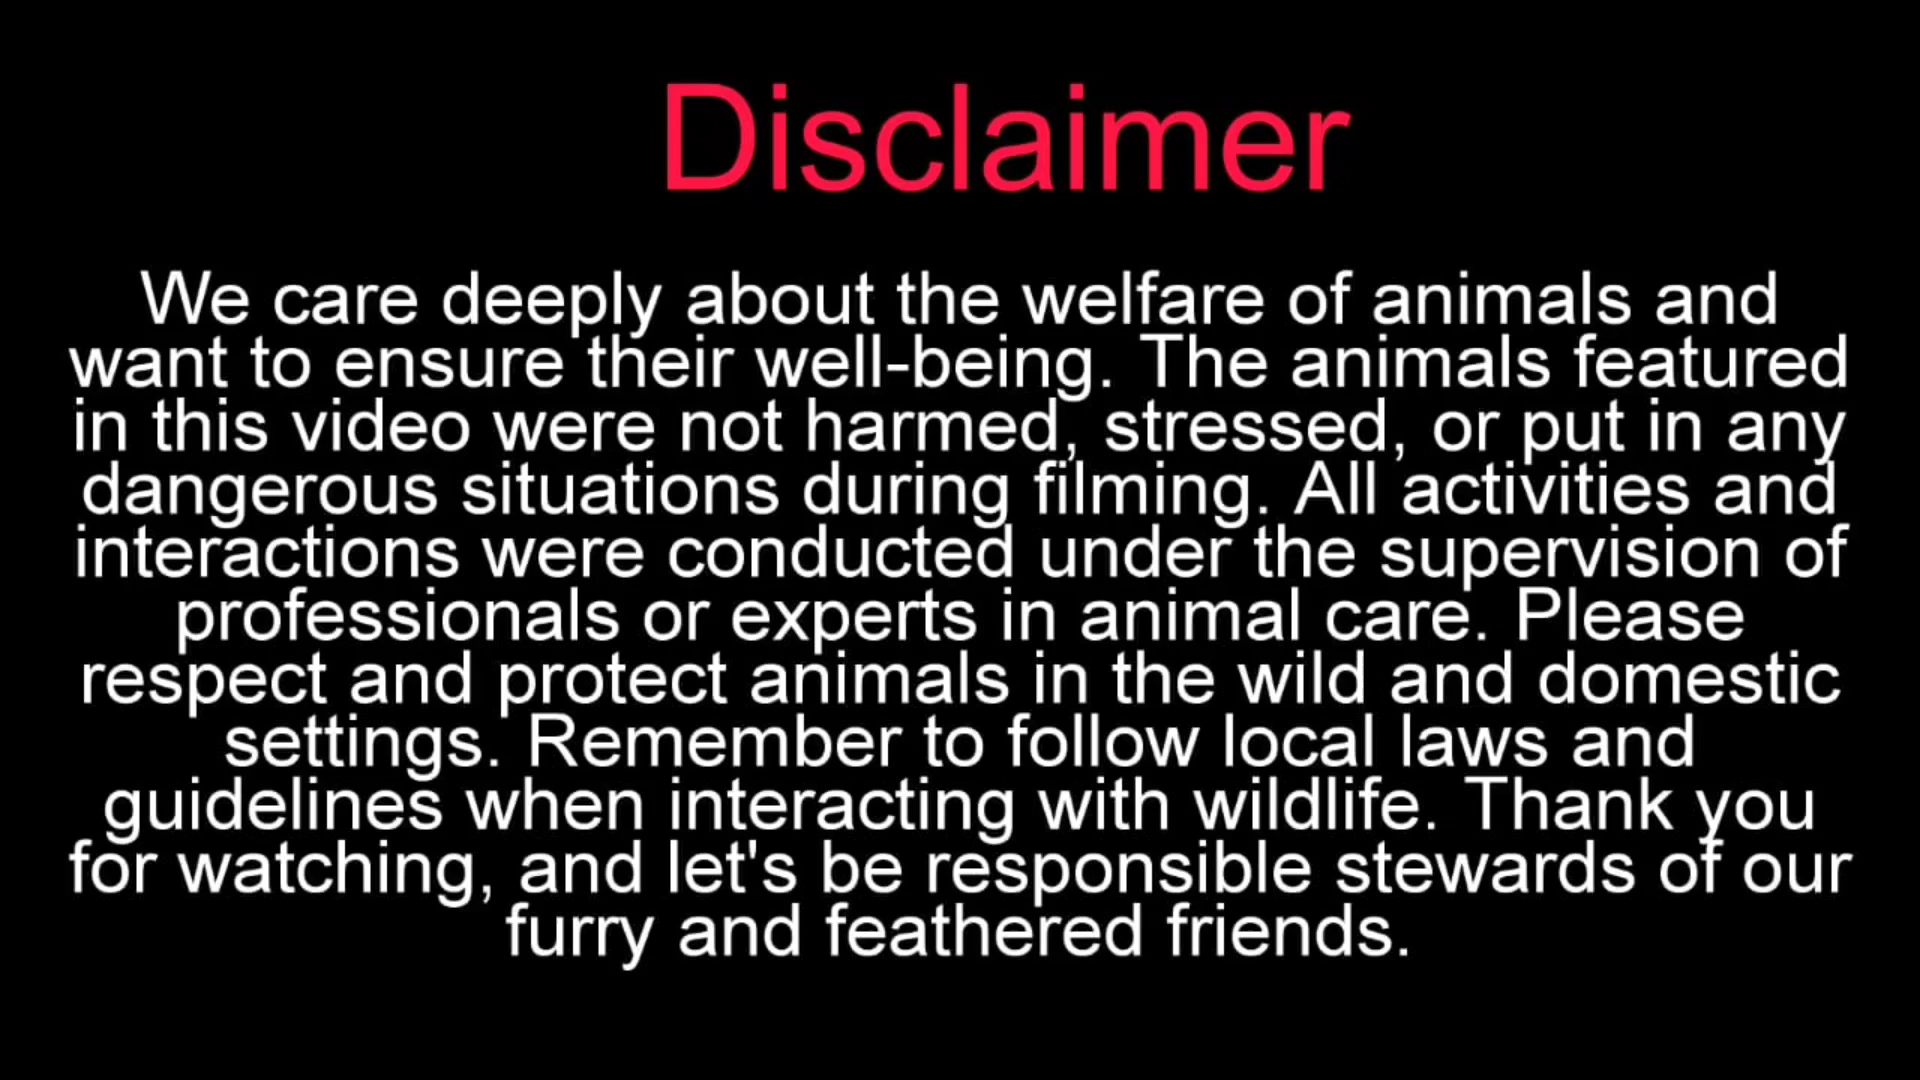 Disclaimer
We care deeply about the welfare of animals and
want to ensure their well-being. The animals featured
in this video were not harmed, stressed, or put in any
dangerous situations during filming. All activities and
interactions were conducted under the supervision of
professionals or experts in animal care. Please
respect and protect animals in the wild and domestic
settings. Remember to follow local laws and
guidelines when interacting with wildlife. Thank you
for watching, and let's be responsible stewards of our
furry and feathered friends.